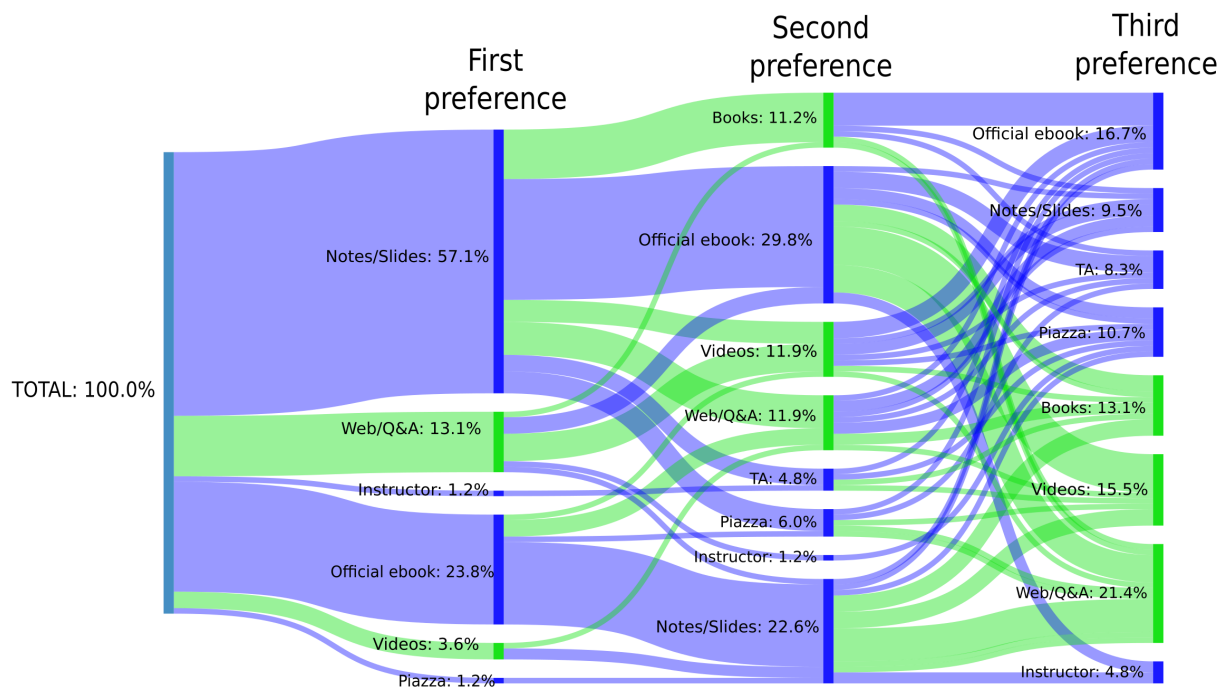 First
preference
Second
preference
Third
preference
TOTAL: 100.0%
Notes/Slides: 57.1%
Web/Q&A: 13.1%
Instructor: 1.2%
Official ebook: 23.8%
Videos: 3.6%
Piazza: 1.2%
Books: 11.2%
Official ebook: 29.8%
Videos: 11.9%
Web/Q&A: 11.9%
TA: 4.8%
Piazza: 6.0%
Instructor: 1.2%
Notes/Slides: 22.6%
Official ebook: 16.7%
Notes/Slides: 9.5%
TA: 8.3%
Piazza: 10.7%
Books: 13.1%
Videos: 15.5%
Web/Q&A: 21.4%
Instructor: 4.8%